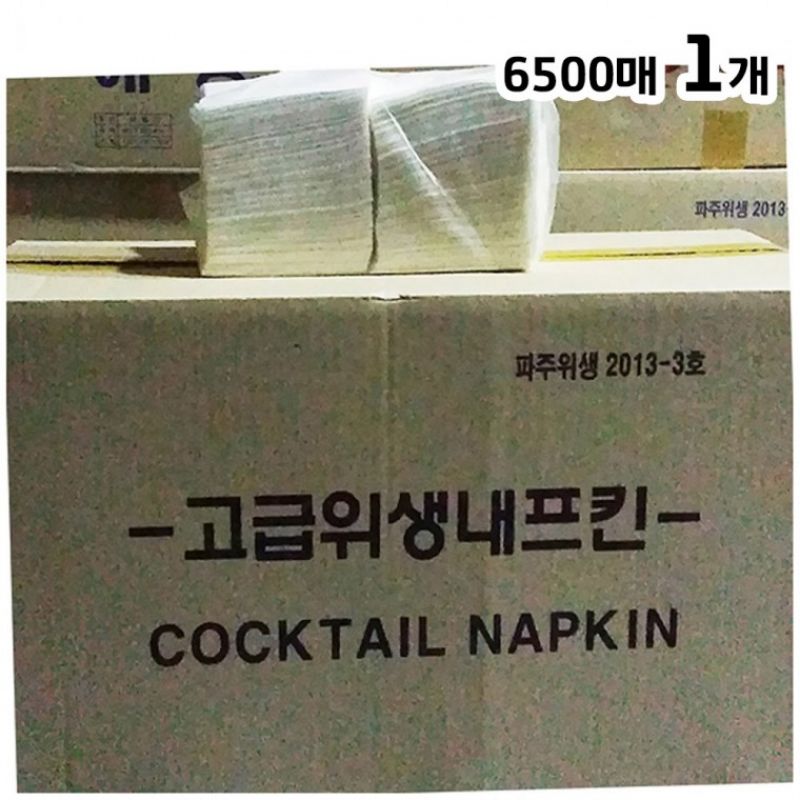 6500매 1개
파주위생 2013-
파주위생 2013-3호
-고급위생내프킨-
COCKTAIL NAPKIN